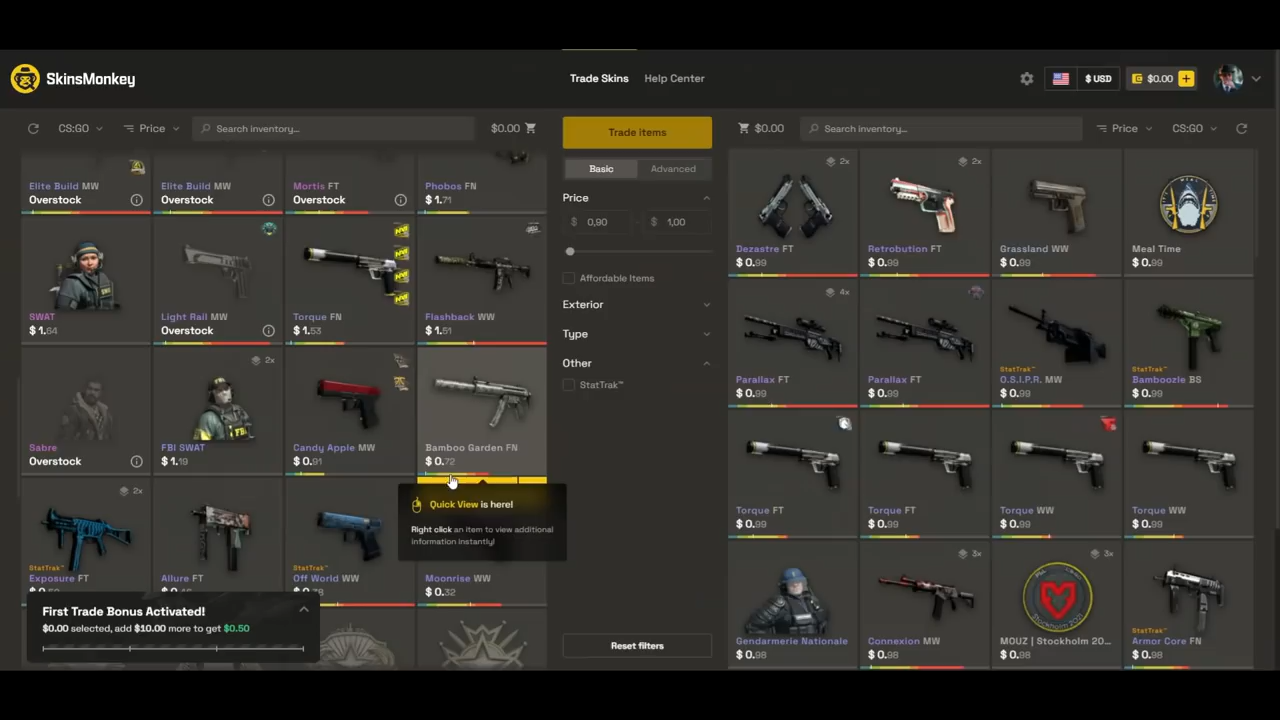 SkinsMonkey
Trade Skins
Help Center
$ USD
$0.00
CS:GO
Price
Search inventory...
$0.00
Trade items
$0.00
Search inventory...
Price
CS:GO
Elite Build MW
Overstock
Elite Build MW
Overstock
Mortis FT
Overstock
Phobos FN
$ 1.71
SWAT
$ 1.64
Light Rail MW
Overstock
Torque FN
$ 1.53
Flashback WW
$ 1.51
Sabre
Overstock
2x
FBI SWAT
$ 1.19
Candy Apple MW
$ 0.91
Bamboo Garden FN
$ 0.72
2x
StatTrak™
Exposure FT
Allure FT
StatTrak™
Off World WW
Moonrise WW
$ 0.32
Quick View is here!
Right click an item to view additional
information instantly!
First Trade Bonus Activated!
$0.00 selected, add $10.00 more to get $0.50
Basic
Advanced
Price
$ 0,90
$ 1,00
Affordable Items
Exterior
Type
Other
StatTrak™
Reset filters
2x
Dezastre FT
$ 0.99
2x
Retrobution FT
$ 0.99
Grassland WW
$ 0.99
Meal Time
$ 0.99
4x
Parallax FT
$ 0.99
Parallax FT
$ 0.99
StatTrak™
O.S.I.P.R. MW
$ 0.99
StatTrak™
Bamboozle BS
$ 0.99
Torque FT
$ 0.99
Torque FT
$ 0.99
Torque WW
$ 0.99
Torque WW
$ 0.99
Gendarmerie Nationale
$ 0.98
3x
Connexion MW
$ 0.98
3x
MOUZ | Stockholm 20...
$ 0.98
StatTrak™
Armor Core FN
$ 0.98